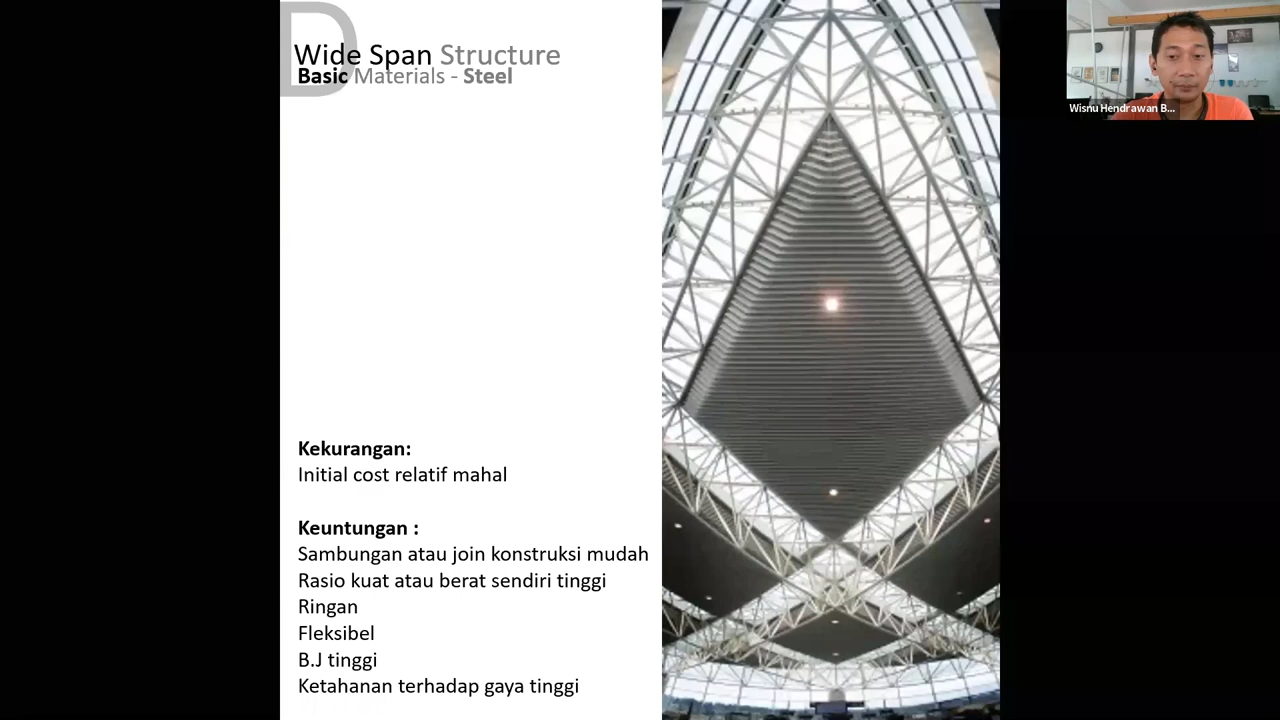 D
Wide Span Structure
Basic Materials - Steel
Wisnu Hendrawan B...
Kekurangan:
Initial cost relatif mahal
Keuntungan :
Sambungan atau join konstruksi mudah
Rasio kuat atau berat sendiri tinggi
Ringan
Fleksibel
B.J tinggi
Ketahanan terhadap gaya tinggi